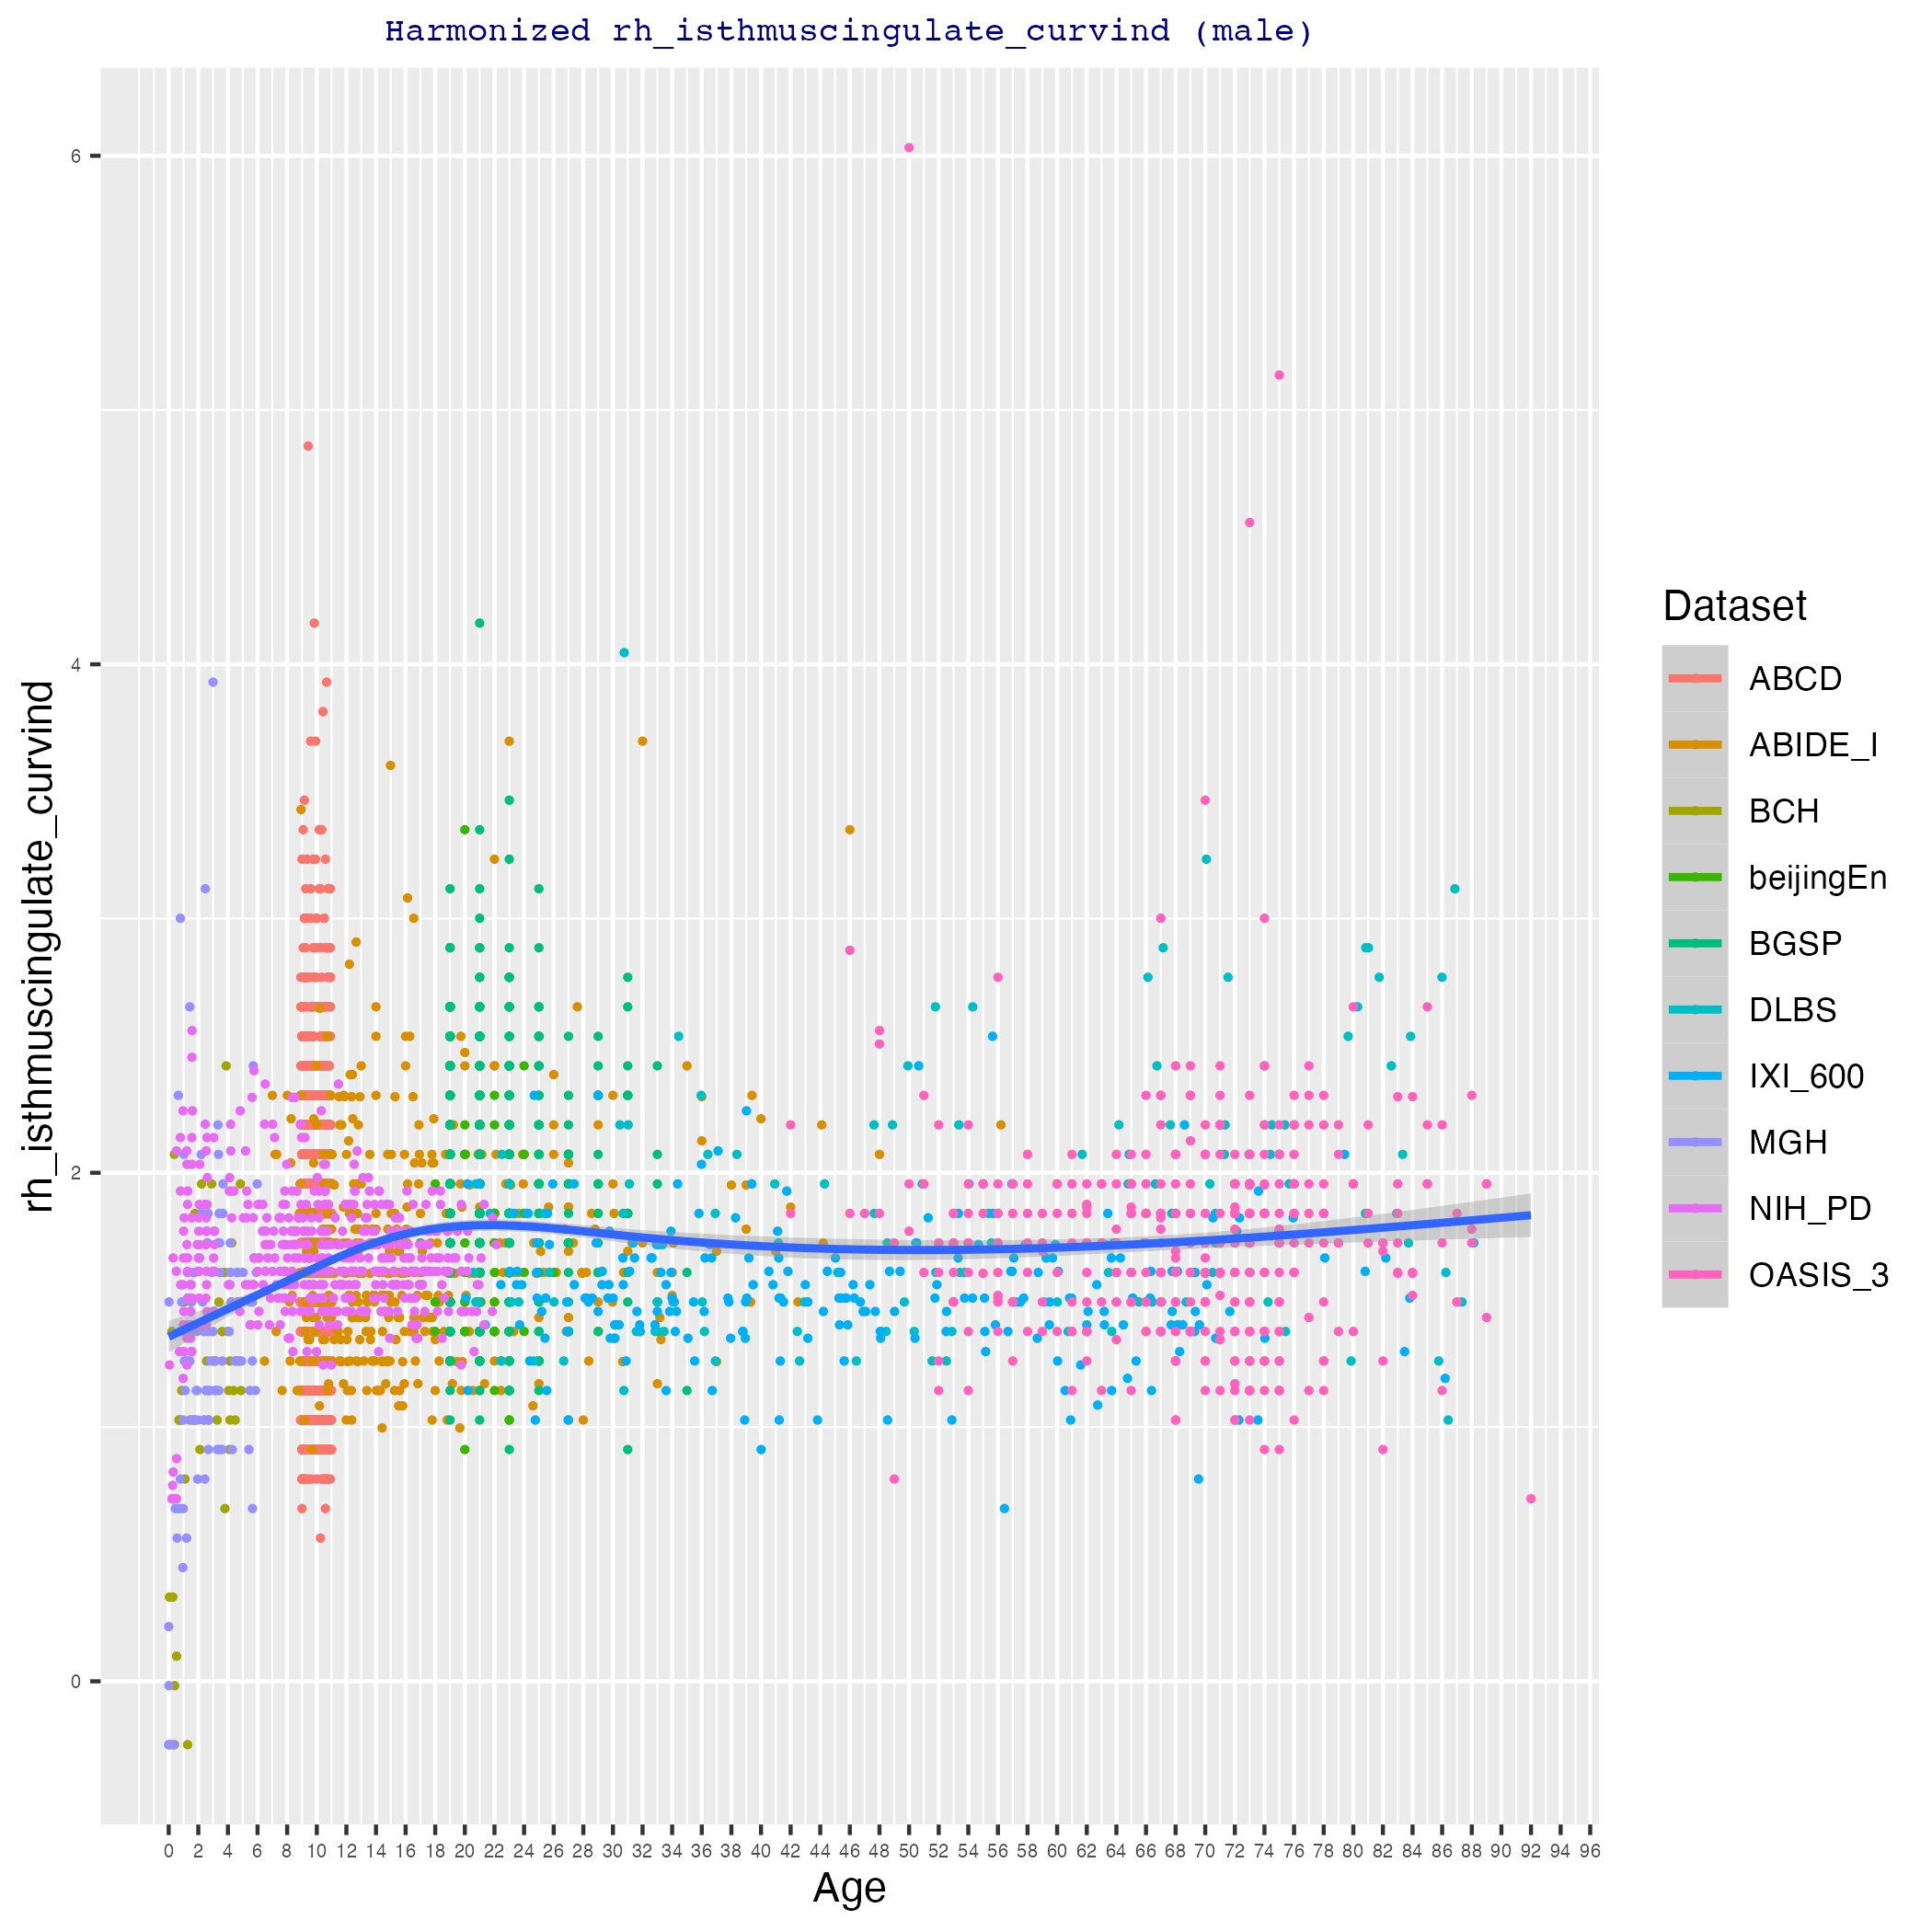 Harmonized rh_isthmuscingulate_curvind (male)
rh_isthmuscingulate_curvind
6
4
2
0
0 2 4 6 8 10 12 14 16 18 20 22 24 26 28 30 32 34 36 38 40 42 44 46 48 50 52 54 56 58 60 62 64 66 68 70 72 74 76 78 80 82 84 86 88 90 92 94 96
Age
Dataset
ABCD
ABIDE_I
BCH
beijingEn
BGSP
DLBS
IXI_600
MGH
NIH_PD
OASIS_3